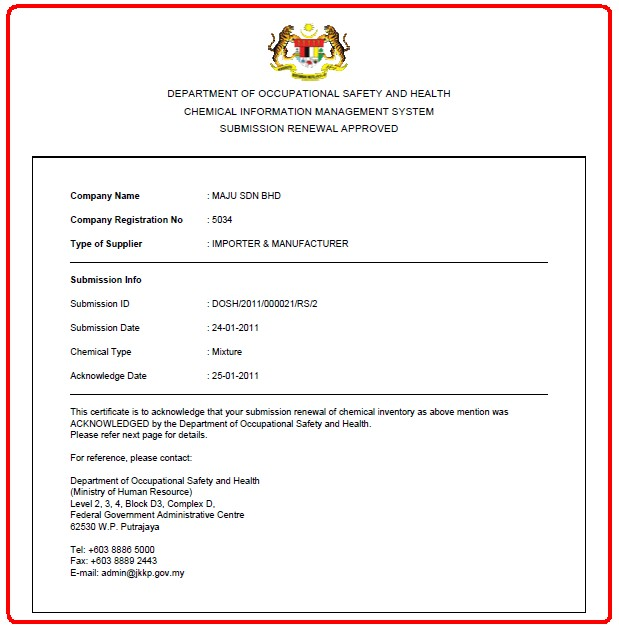 DEPARTMENT OF OCCUPATIONAL SAFETY AND HEALTH
CHEMICAL INFORMATION MANAGEMENT SYSTEM
SUBMISSION RENEWAL APPROVED
Company Name : MAJU SDN BHD
Company Registration No : 5034
Type of Supplier : IMPORTER & MANUFACTURER
Submission Info
Submission ID : DOSH/2011/000021/RS/2
Submission Date : 24-01-2011
Chemical Type : Mixture
Acknowledge Date : 25-01-2011
This certificate is to acknowledge that your submission renewal of chemical inventory as above mention was
ACKNOWLEDGED by the Department of Occupational Safety and Health.
Please refer next page for details.
For reference, please contact:
Department of Occupational Safety and Health
(Ministry of Human Resource)
Level 2, 3, 4, Block D3, Complex D,
Federal Government Administrative Centre
62530 W.P. Putrajaya
Tel: +603 8886 5000
Fax: +603 8889 2443
E-mail: admin@jkkp.gov.my